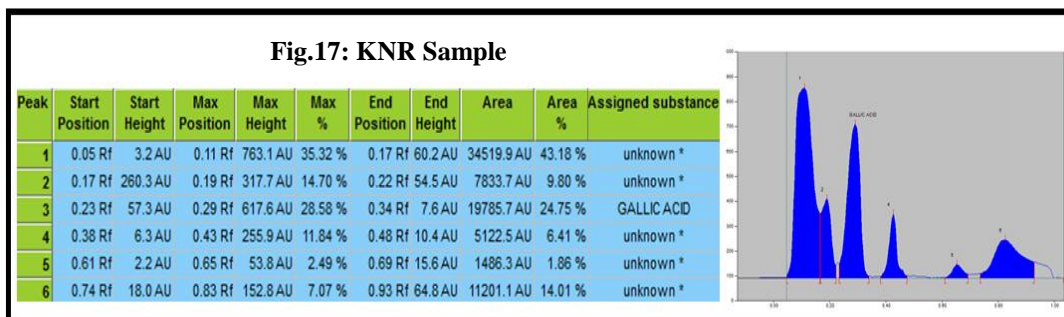 Fig.17: KNR Sample
Peak Start Position Start Height Max Position Max Height Max % End Position End Height Area Area % Assigned substance
1 0.05 Rf 3.2 AU 0.11 Rf 763.1 AU 35.32 % 0.17 Rf 60.2 AU 34519.9 AU 43.18 % unknown *
2 0.17 Rf 260.3 AU 0.19 Rf 317.7 AU 14.70 % 0.22 Rf 54.5 AU 7833.7 AU 9.80 % unknown *
3 0.23 Rf 57.3 AU 0.29 Rf 617.6 AU 28.58 % 0.34 Rf 7.6 AU 19785.7 AU 24.75 % GALLIC ACID
4 0.38 Rf 6.3 AU 0.43 Rf 255.9 AU 11.84 % 0.48 Rf 10.4 AU 5122.5 AU 6.41 % unknown *
5 0.61 Rf 2.2 AU 0.65 Rf 53.8 AU 2.49 % 0.69 Rf 15.6 AU 1486.3 AU 1.86 % unknown *
6 0.74 Rf 18.0 AU 0.83 Rf 152.8 AU 7.07 % 0.93 Rf 64.8 AU 11201.1 AU 14.01 % unknown *
1
GALLIC ACID
2